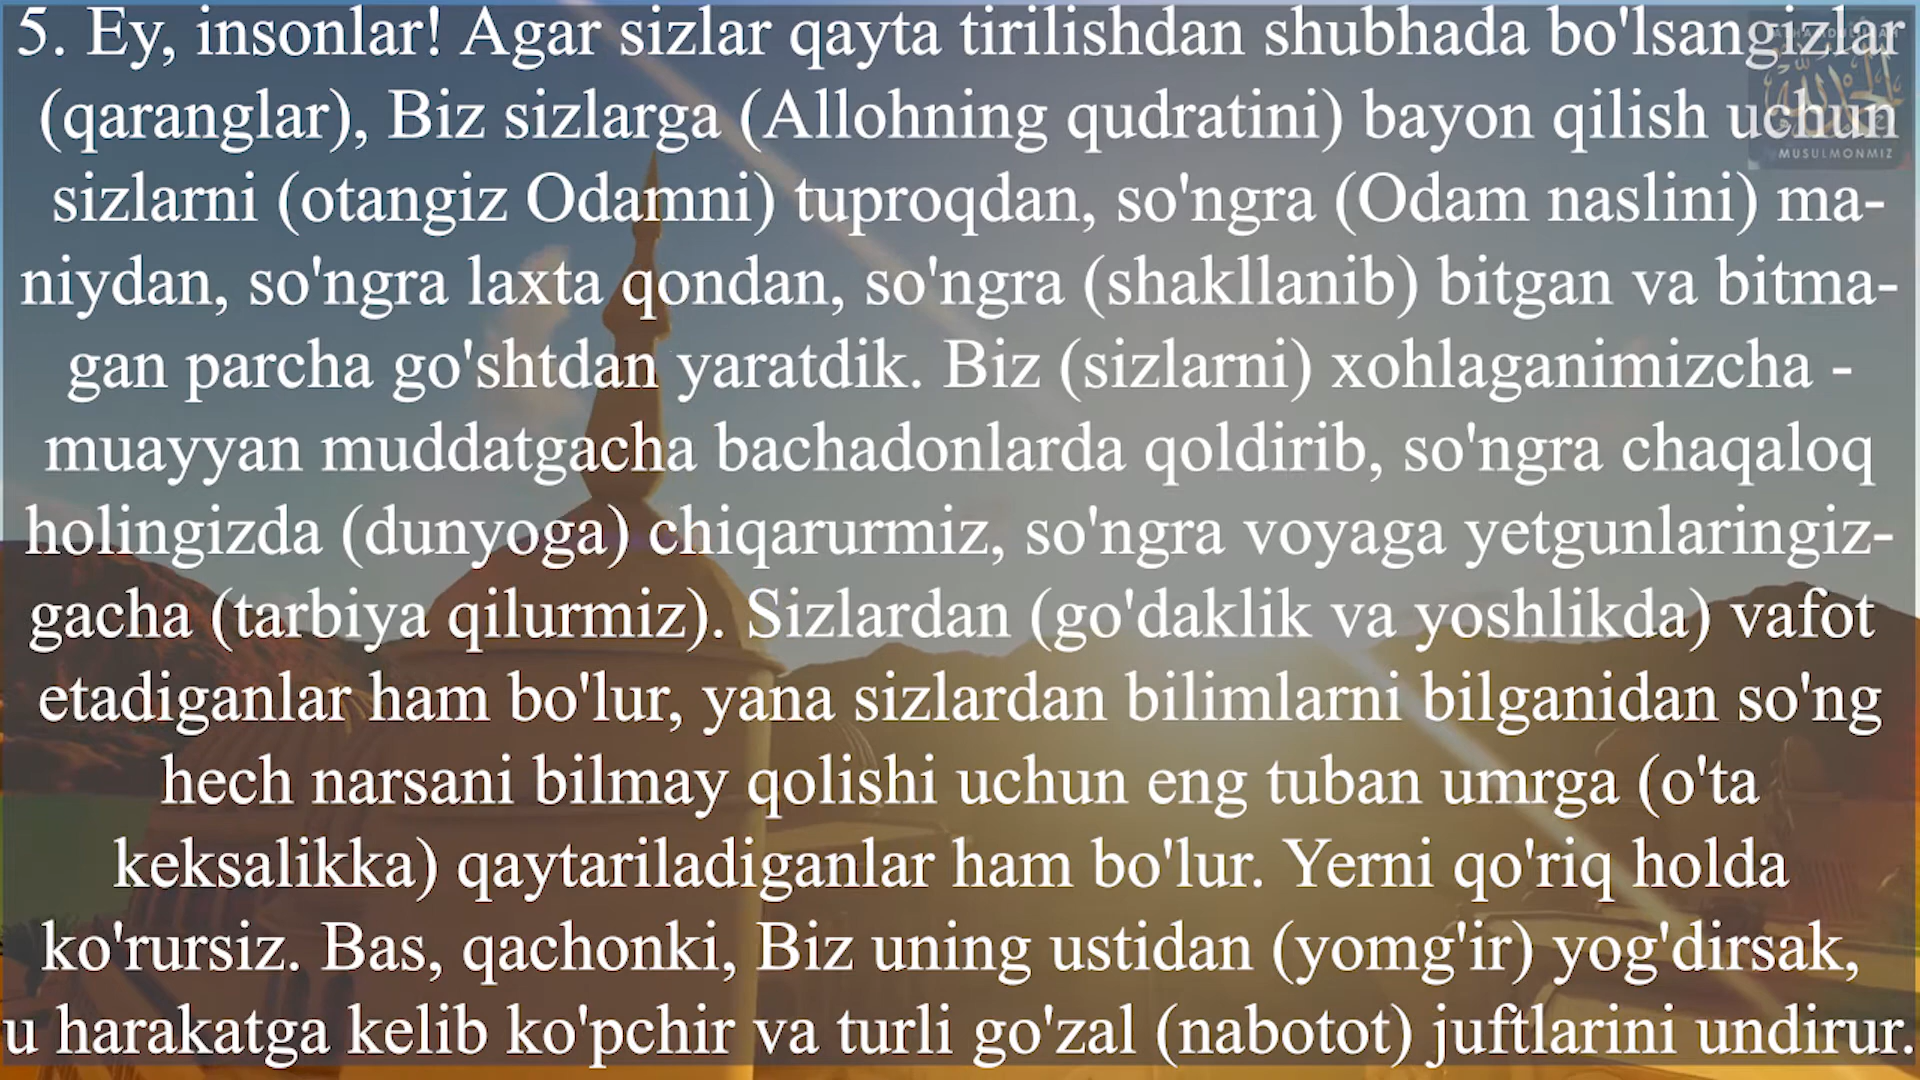 5. Ey, insonlar! Agar sizlar qayta tirilishdan shubhada bo'lsangizlar
(qaranglar), Biz sizlarga (Allohning qudratini) bayon qilish uchun
sizlarni (otangiz Odamni) tuproqdan, so'ngra (Odam naslini) ma-
niydan, so'ngra laxta qondan, so'ngra (shakllanib) bitgan va bitma-
gan parcha go'shtdan yaratdik. Biz (sizlarni) xohlaganimizcha -
muayyan muddatgacha bachadonlarda qoldirib, so'ngra chaqaloq
holingizda (dunyoga) chiqarurmiz, so'ngra voyaga yetgunlaringiz-
gacha (tarbiya qilurmiz). Sizlardan (go'daklik va yoshlikda) vafot
etadiganlar ham bo'lur, yana sizlardan bilimlarni bilganidan so'ng
hech narsani bilmay qolishi uchun eng tuban umrga (o'ta
keksalikka) qaytariladiganlar ham bo'lur. Yerni qo'riq holda
ko'rursiz. Bas, qachonki, Biz uning ustidan (yomg'ir) yog'dirsak,
u harakatga kelib ko'pchir va turli go'zal (nabotot) juftlarini undirur.
MUSULMONMIZ